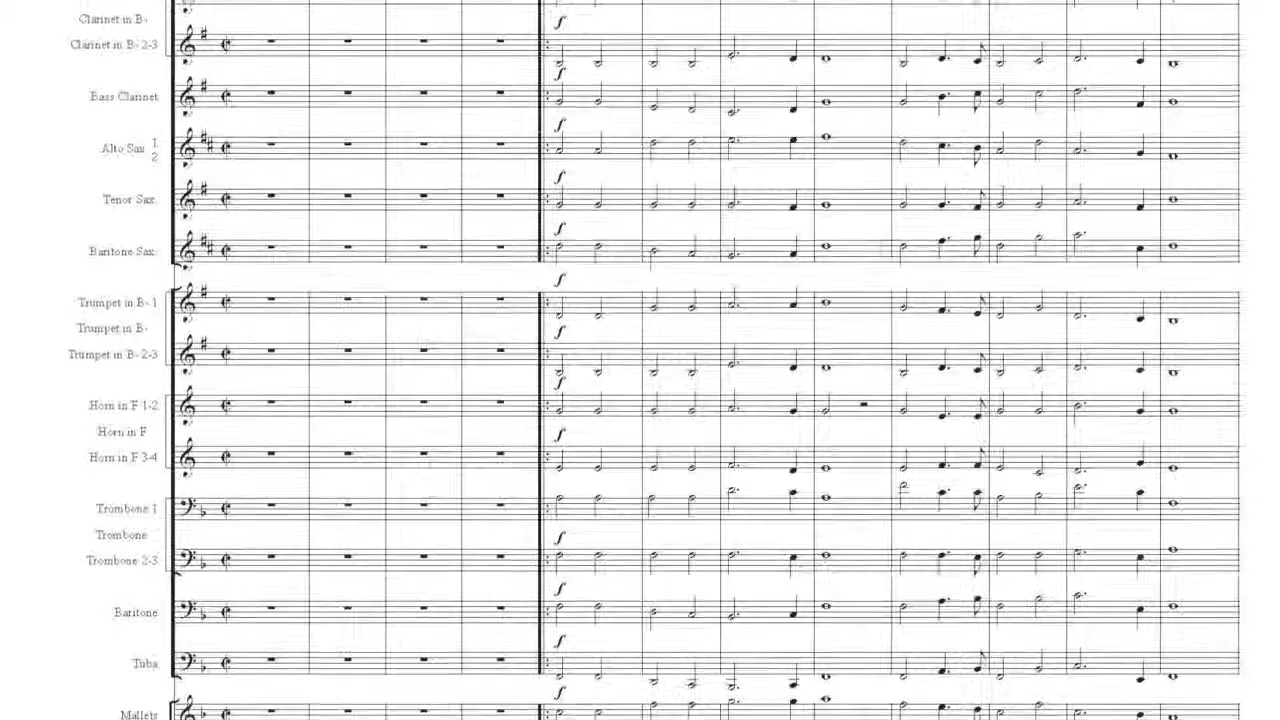 Clarinet in B♭
Clarinet in B♭ 2-3
Bass Clarinet
Alto Sax 1
2
Tenor Sax.
Baritone Sax.
Trumpet in B♭ 1
Trumpet in B♭
Trumpet in B♭ 2-3
Horn in F 1-2
Horn in F
Horn in F 3-4
Trombone 1
Trombone
Trombone 2-3
Baritone
Tuba
Mallets
f
f
f
f
f
f
f
f
f
f
f
f